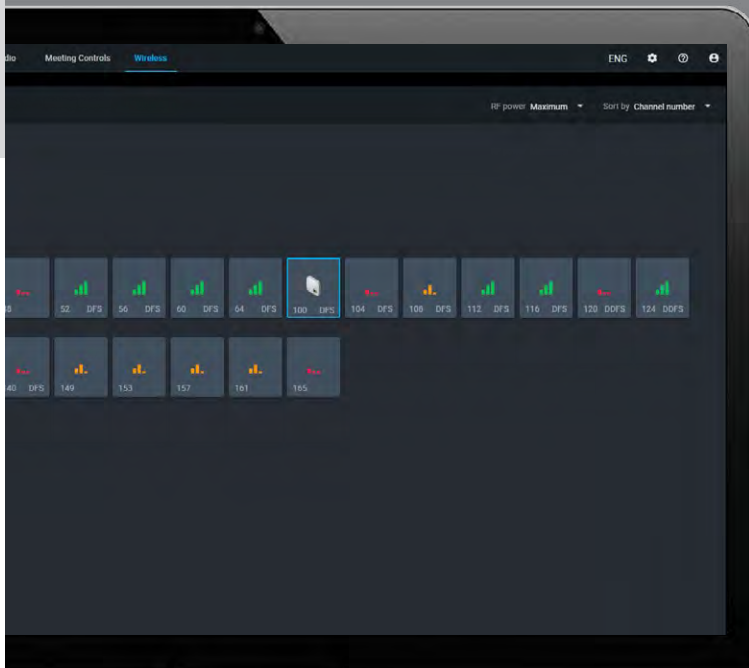 Meeting Controls Wireless ENG
RF power Maximum Sort by Channel number
52 DFS 56 DFS 60 DFS 64 DFS 100 DFS 104 DFS 108 DFS 112 DFS 116 DFS 120 DDFS 124 DDFS
DFS 149 153 157 161 165